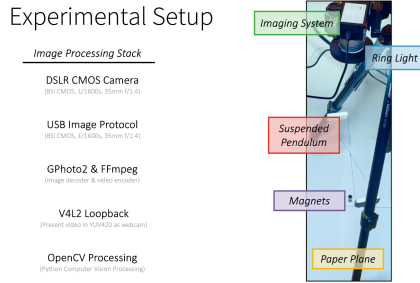 Experimental Setup
Image Processing Stack
DSLR CMOS Camera
(BSI CMOS, 1/1600s, 35mm f/1.4)
USB Image Protocol
(BSI CMOS, 1/1600s, 35mm f/1.4)
GPhoto2 & FFmpeg
(Image decoder & video encoder)
V4L2 Loopback
(Present video in YUV420 as webcam)
OpenCV Processing
(Python Computer Vision Processing)
Imaging System
Ring Light
Suspended
Pendulum
Magnets
Paper Plane